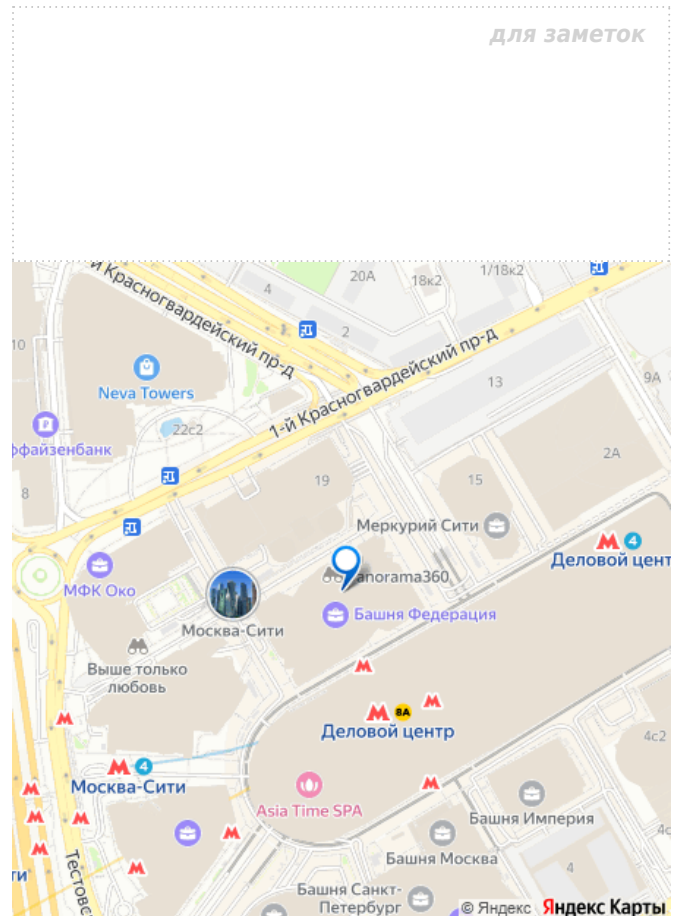 для заметок
й Красногвардейский пр-д
4
20А
18к2
1/18к2
2
10
Neva Towers
1-й Красногвардейский пр-д
13
9А
ффайзенбанк
22с2
8
19
15
2А
Меркурий Сити
4
Деловой цент
МФК Око
anorama360
Москва-Сити
Башня Федерация
Выше только
любовь
8А
Деловой центр
4с2
4
Москва-Сити
Asia Time SPA
Башня Империя
4с
Башня Москва
ти
Тестовс
4
Башня Санкт-
Петербург
© Яндекс Яндекс Карты